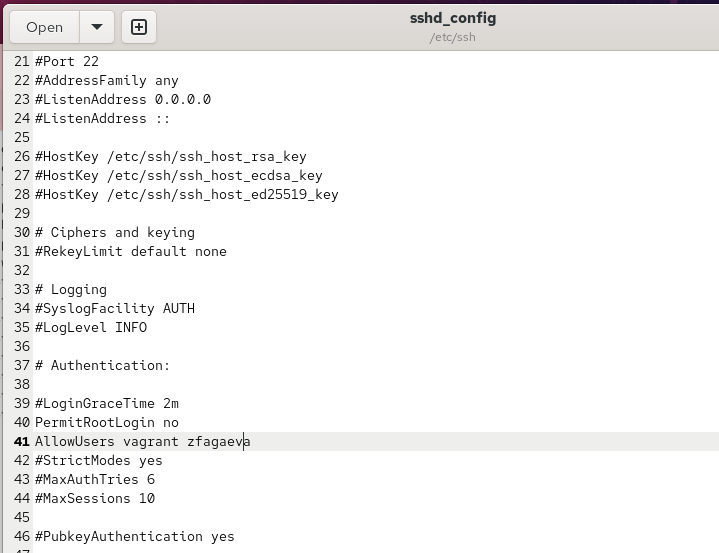 Open
sshd_config
/etc/ssh
21 #Port 22
22 #AddressFamily any
23 #ListenAddress 0.0.0.0
24 #ListenAddress ::
25
26 #HostKey /etc/ssh/ssh_host_rsa_key
27 #HostKey /etc/ssh/ssh_host_ecdsa_key
28 #HostKey /etc/ssh/ssh_host_ed25519_key
29
30 # Ciphers and keying
31 #RekeyLimit default none
32
33 # Logging
34 #SyslogFacility AUTH
35 #LogLevel INFO
36
37 # Authentication:
38
39 #LoginGraceTime 2m
40 PermitRootLogin no
41 AllowUsers vagrant zfagaeva
42 #StrictModes yes
43 #MaxAuthTries 6
44 #MaxSessions 10
45
46 #PubkeyAuthentication yes